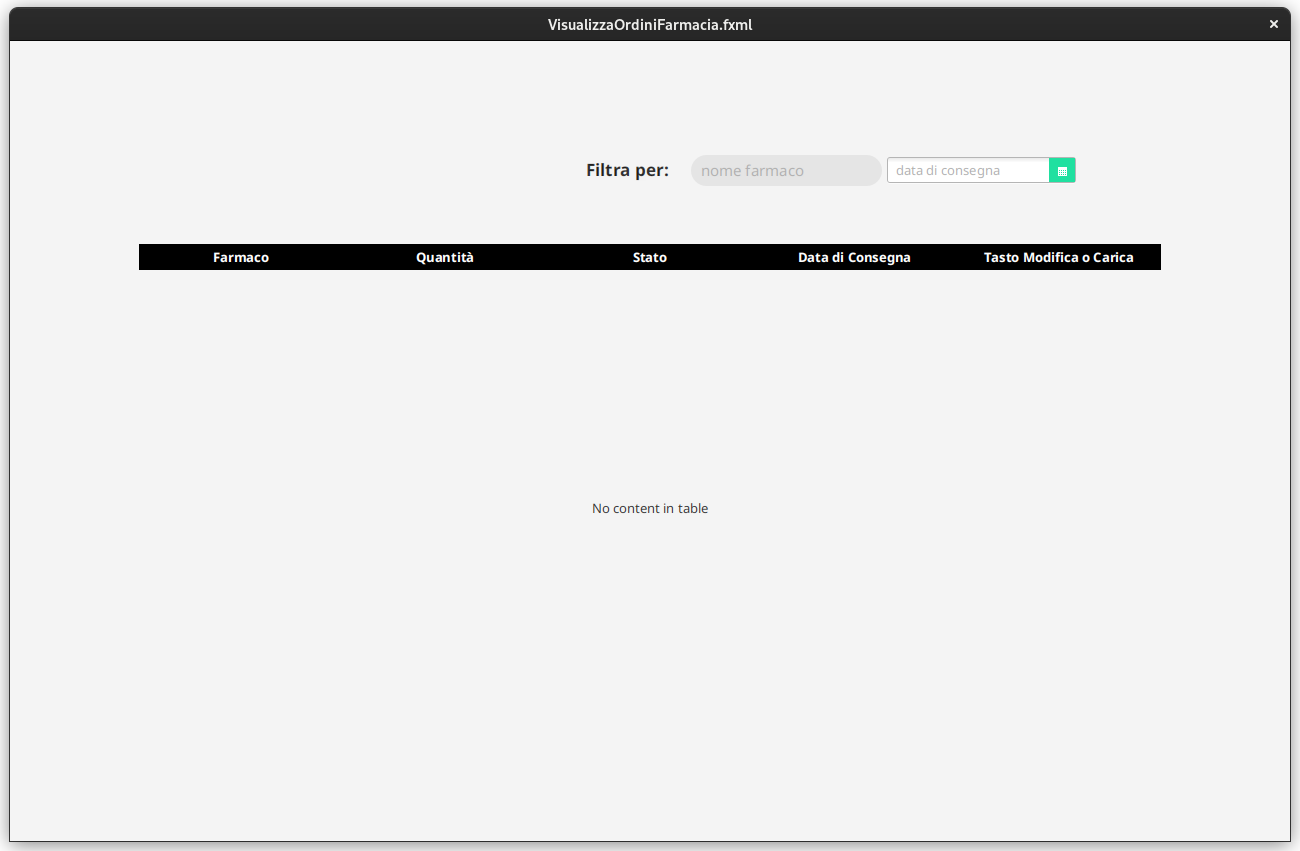 VisualizzaOrdiniFarmacia.fxml
Filtra per: nome farmaco data di consegna
Farmaco Quantità Stato Data di Consegna Tasto Modifica o Carica
No content in table